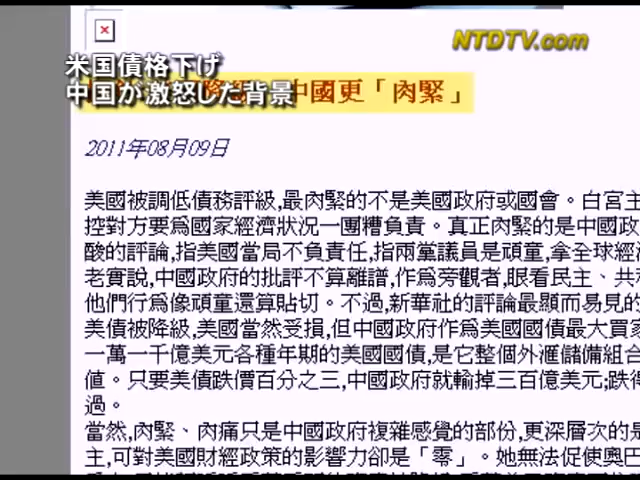 NTDTV.com
米国債格下げ
中国が激怒した背景
中國更「肉緊」
2011年08月09日
美國被調低債務評級,最肉緊的不是美國政府或國會。白宮主
控對方要爲國家經濟狀況一團糟負責。真正肉緊的是中國政
酸的評論,指美國當局不負責任,指兩黨議員是頑童,拿全球經濟
老實說,中國政府的批評不算離譜,作爲旁觀者,眼看民主、共和
他們行爲像頑童還算貼切。不過,新華社的評論最顯而易見的
美債被降級,美國當然受損,但中國政府作爲美國國債最大買家
一萬一千億美元各種年期的美國國債,是它整個外滙儲備組合
值。只要美債跌價百分之三,中國政府就輸掉三百億美元;跌得
過。
當然,肉緊、肉痛只是中國政府複雜感覺的部份,更深層次的是
主,可對美國財經政策的影響力卻是「零」。她無法促使奧巴